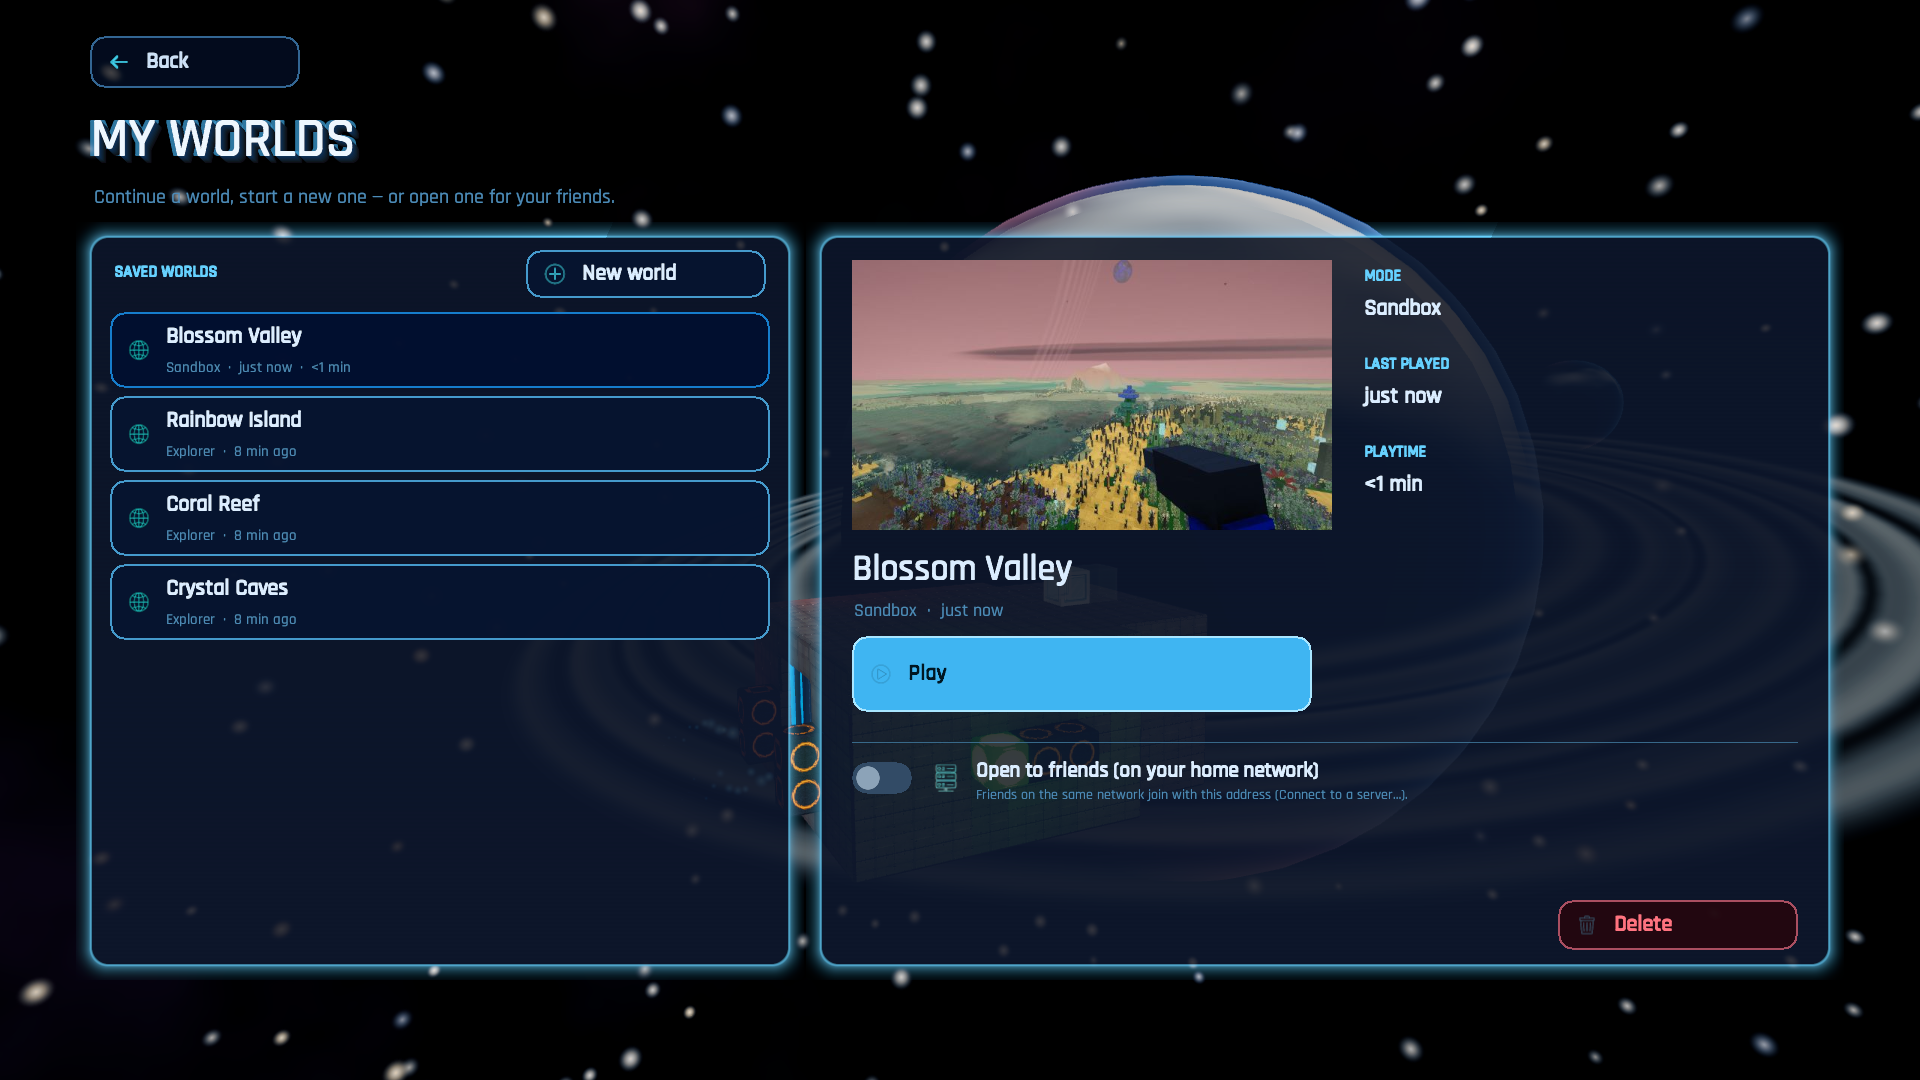 Back
MY WORLDS
Continue a world, start a new one – or open one for your friends.
SAVED WORLDS
New world
Blossom Valley
Sandbox · just now · <1 min
Rainbow Island
Explorer · 8 min ago
Coral Reef
Explorer · 8 min ago
Crystal Caves
Explorer · 8 min ago
MODE
Sandbox
LAST PLAYED
just now
PLAYTIME
<1 min
Blossom Valley
Sandbox · just now
Play
Open to friends (on your home network)
Friends on the same network join with this address (Connect to a server...).
Delete